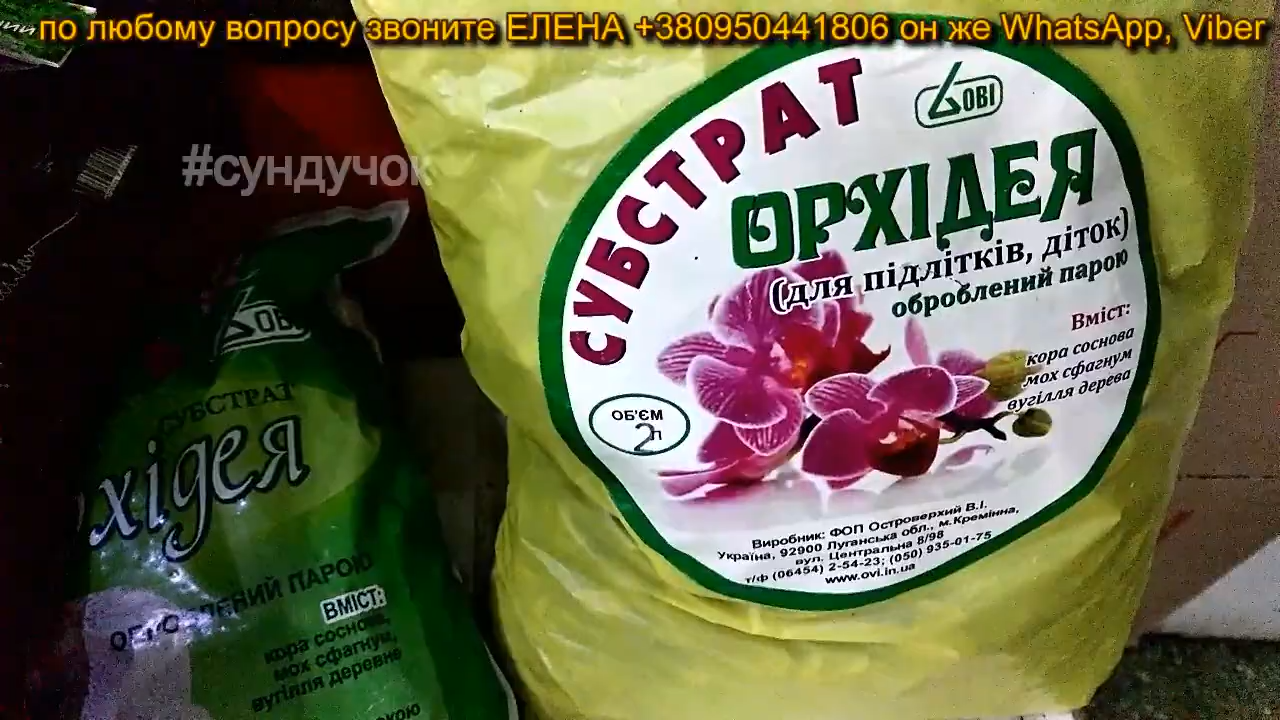 по любому вопросу звоните ЕЛЕНА +380950441806 он же WhatsApp, Viber
#сундучок
СУБСТРАТ
ОВІ
ОРХІДЕЯ
(для підлітків, діток)
оброблений парою
Вміст:
кора соснова
мох сфагнум
вугілля дерева
ОБ'ЄМ
2л
Виробник: ФОП Островерхий В.І.
Україна, 92900 Луганська обл., м.Кремінна,
вул. Центральна 8/98
т/ф (06454) 2-54-23; (050) 935-01-75
www.ovi.in.ua
ОВІ
СУБСТРАТ
хідея
ОБРОБЛЕНИЙ ПАРОЮ
ВМІСТ:
кора соснова,
мох сфагнум,
вугілля деревне